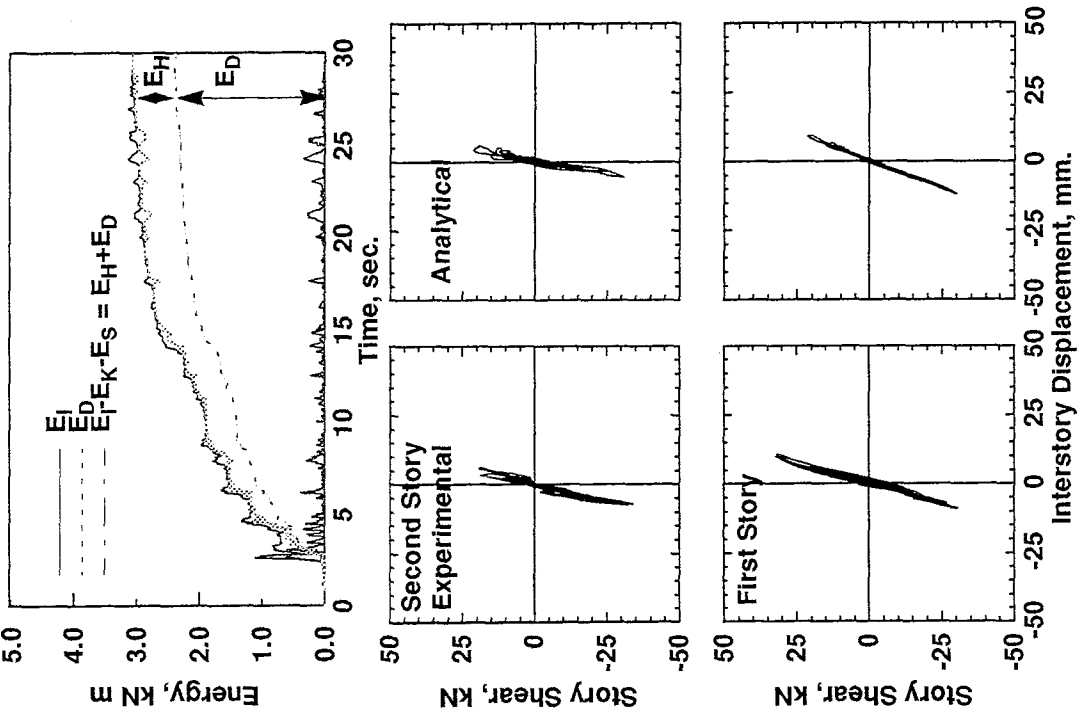 5.0
4.0
3.0
2.0
1.0
0.0
Energy, kN m
E_I
E_D
E_I-E_K-E_S = E_H+E_D
E_H
E_D
0
5
10
15
20
25
30
Time, sec.
50
25
0
-25
-50
Story Shear, kN
Second Story
Experimental
Analytical
50
25
0
-25
-50
Story Shear, kN
First Story
-50
-25
0
25
50
-50
-25
0
25
50
Interstory Displacement, mm.